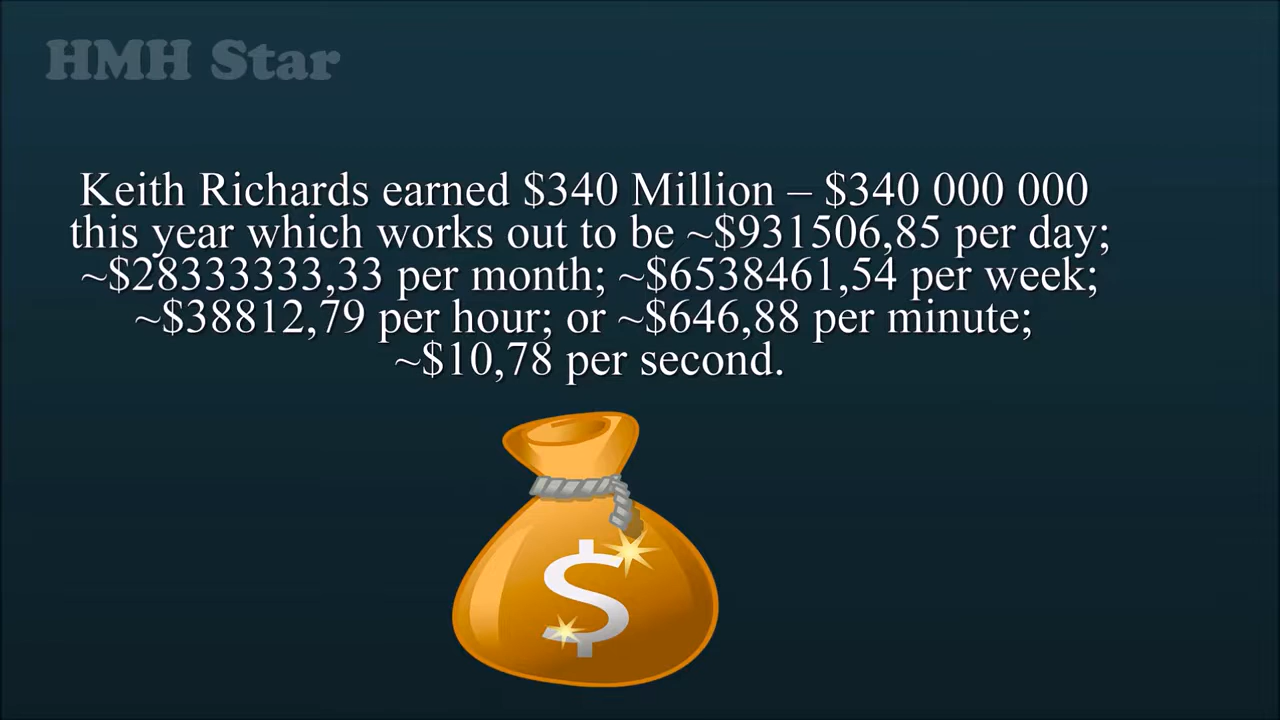 HMH Star
Keith Richards earned $340 Million – $340 000 000
this year which works out to be ~$931506,85 per day;
~$28333333,33 per month; ~$6538461,54 per week;
~$38812,79 per hour; or ~$646,88 per minute;
~$10,78 per second.
$